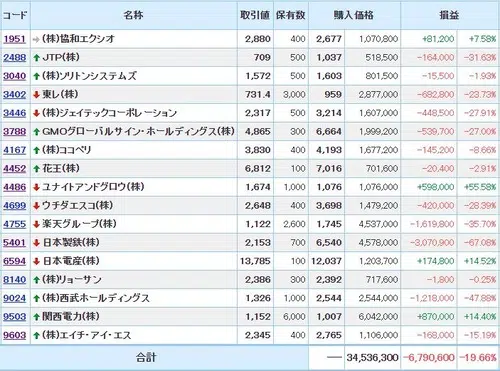 コード 名称 取引値 保有数 購入価格 損益
1951 (株)協和エクシオ 2,880 400 2,677 1,070,800 +81,200 +7.58%
2488 JTP(株) 709 500 1,037 518,500 -164,000 -31.63%
3040 (株)ソリトンシステムズ 1,572 500 1,603 801,500 -15,500 -1.93%
3402 東レ(株) 731.4 3,000 959 2,877,000 -682,800 -23.73%
3446 (株)ジェイテックコーポレーション 2,317 500 3,214 1,607,000 -448,500 -27.91%
3788 GMOグローバルサイン・ホールディングス(株) 4,865 300 6,664 1,999,200 -539,700 -27.00%
4167 (株)ココペリ 3,830 400 4,193 1,677,200 -145,200 -8.66%
4452 花王(株) 6,812 100 7,016 701,600 -20,400 -2.91%
4486 ユナイトアンドグロウ(株) 1,674 1,000 1,076 1,076,000 +598,000 +55.58%
4699 ウチダエスコ(株) 2,648 400 3,698 1,479,200 -420,000 -28.39%
4755 楽天グループ(株) 1,122 2,600 1,745 4,537,000 -1,619,800 -35.70%
5401 日本製鉄(株) 2,153 700 6,540 4,578,000 -3,070,900 -67.08%
6594 日本電産(株) 13,785 100 12,037 1,203,700 +174,800 +14.52%
8140 (株)リョーサン 2,386 300 2,392 717,600 -1,800 -0.25%
9024 (株)西武ホールディングス 1,326 1,000 2,544 2,544,000 -1,218,000 -47.88%
9503 関西電力(株) 1,152 6,000 1,007 6,042,000 +870,000 +14.40%
9603 (株)エイチ・アイ・エス 2,345 400 2,765 1,106,000 -168,000 -15.19%
合計 ── 34,536,300 -6,790,600 -19.66%